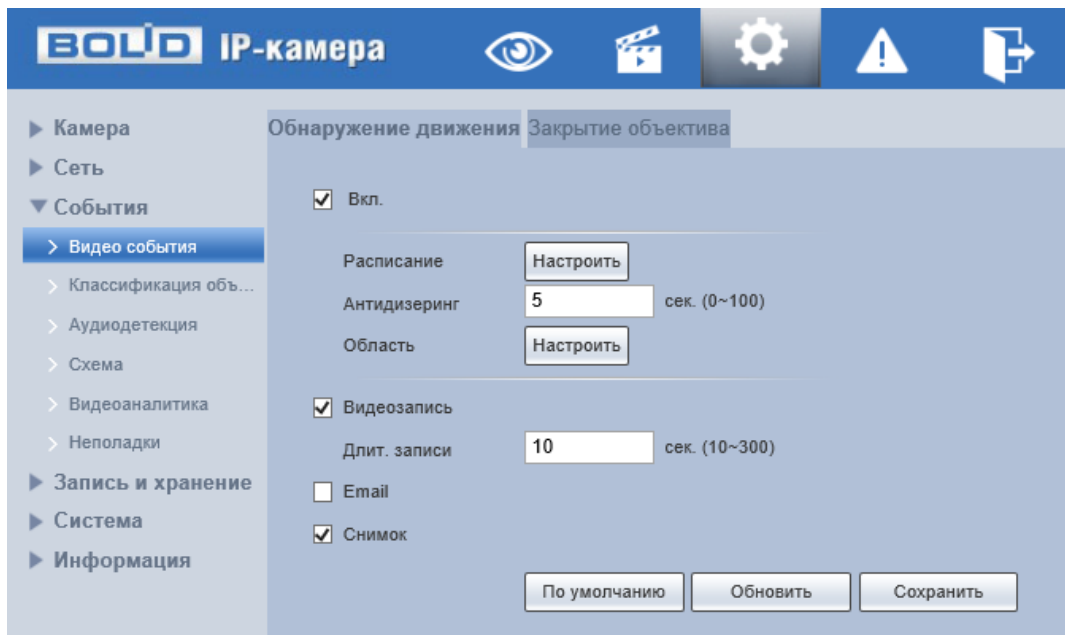 BOLID IP-камера
Камера
Сеть
События
Видео события
Классификация объ...
Аудиодетекция
Схема
Видеоаналитика
Неполадки
Запись и хранение
Система
Информация
Обнаружение движения Закрытие объектива
Вкл.
Расписание Настроить
Антидизеринг 5 сек. (0~100)
Область Настроить
Видеозапись
Длит. записи 10 сек. (10~300)
Email
Снимок
По умолчанию Обновить Сохранить